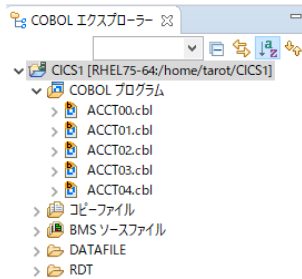 COBOL エクスプローラー
CICS1 [RHEL75-64:/home/tarot/CICS1]
COBOL プログラム
ACCT00.cbl
ACCT01.cbl
ACCT02.cbl
ACCT03.cbl
ACCT04.cbl
コピーファイル
BMS ソースファイル
DATAFILE
RDT